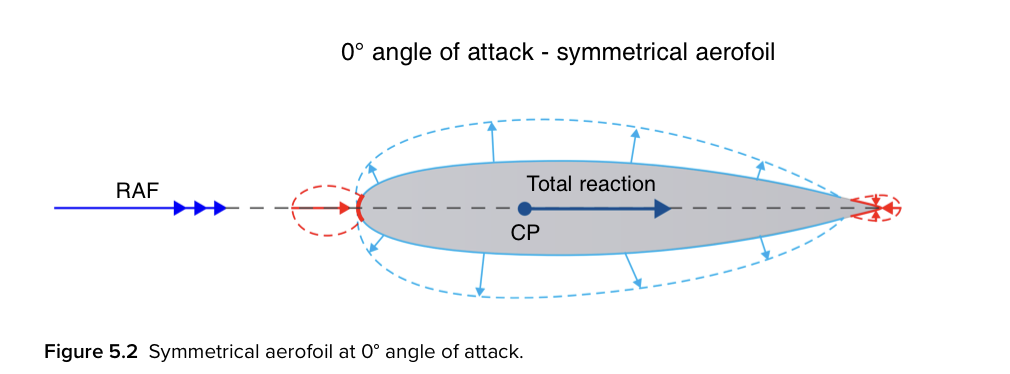 0° angle of attack - symmetrical aerofoil
RAF
Total reaction
CP
Figure 5.2 Symmetrical aerofoil at 0° angle of attack.